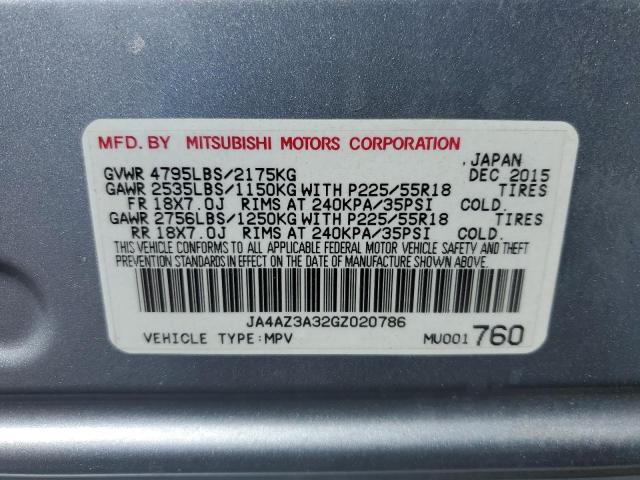 MFD. BY MITSUBISHI MOTORS CORPORATION
GVWR 4795LBS/2175KG , JAPAN DEC 2015
GAWR 2535LBS/1150KG WITH P225/55R18 TIRES
FR 18X7.0J RIMS AT 240KPA/35PSI COLD.
GAWR 2756LBS/1250KG WITH P225/55R18 TIRES
RR 18X7.0J RIMS AT 240KPA/35PSI COLD.
THIS VEHICLE CONFORMS TO ALL APPLICABLE FEDERAL MOTOR VEHICLE SAFETY AND THEFT
PREVENTION STANDARDS IN EFFECT ON THE DATE OF MANUFACTURE SHOWN ABOVE.
JA4AZ3A32GZ020786
VEHICLE TYPE:MPV MU001 760